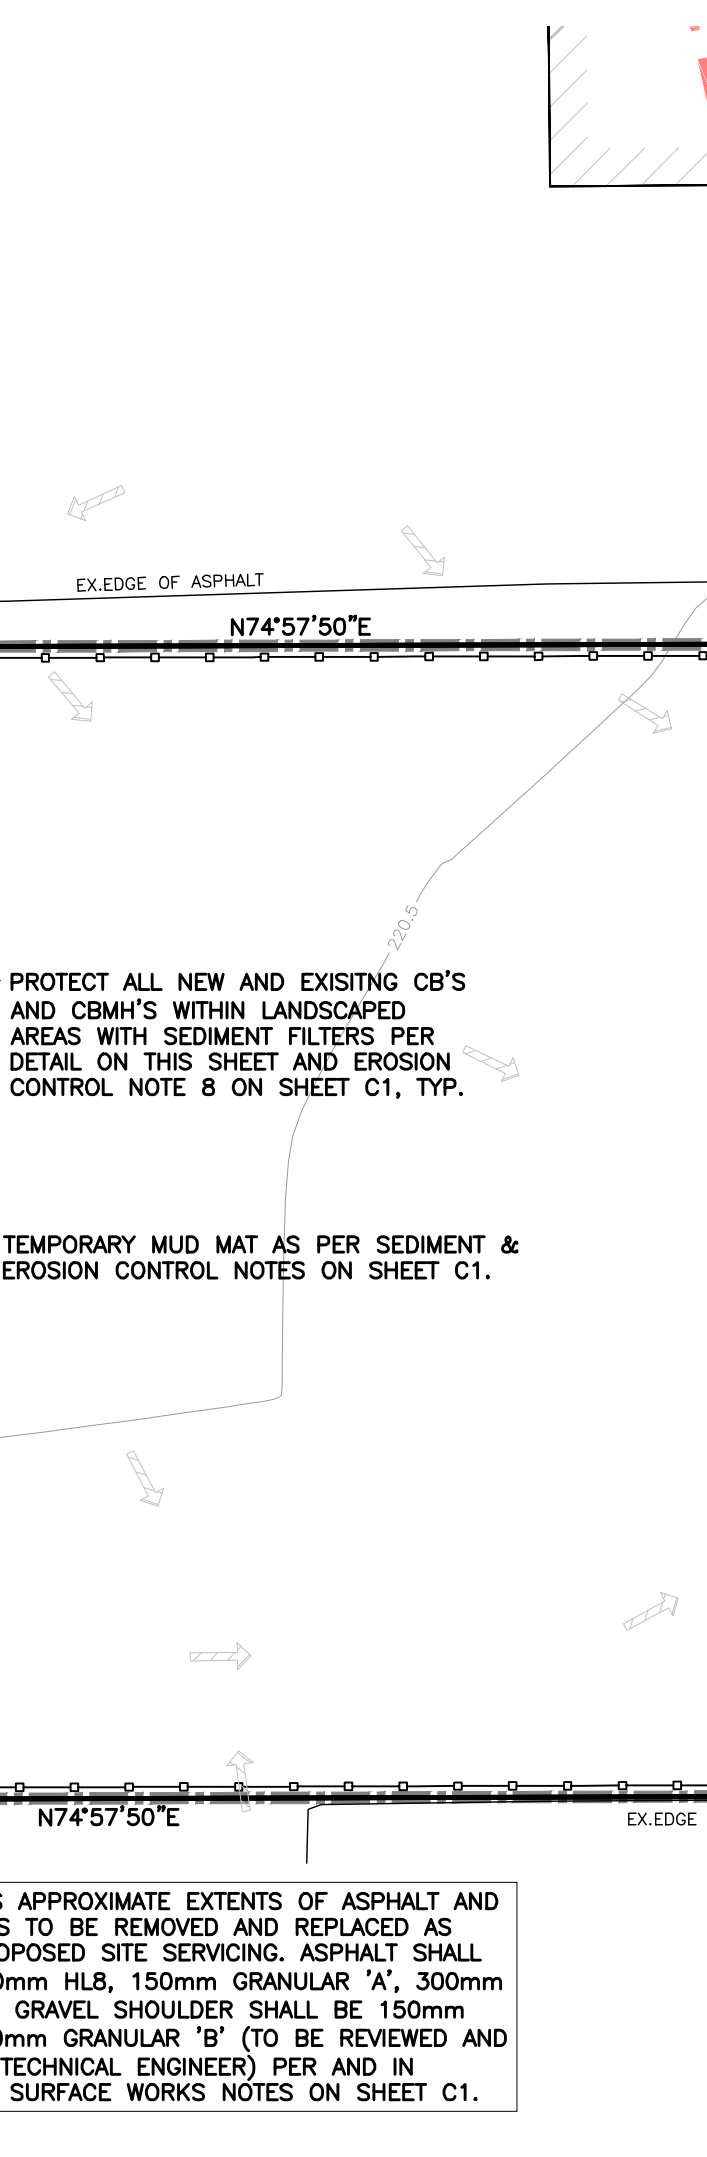 EX.EDGE OF ASPHALT
N74°57'50"E
220.5
PROTECT ALL NEW AND EXISITNG CB'S
AND CBMH'S WITHIN LANDSCAPED
AREAS WITH SEDIMENT FILTERS PER
DETAIL ON THIS SHEET AND EROSION
CONTROL NOTE 8 ON SHEET C1, TYP.
TEMPORARY MUD MAT AS PER SEDIMENT &
EROSION CONTROL NOTES ON SHEET C1.
N74°57'50"E
EX.EDGE
S APPROXIMATE EXTENTS OF ASPHALT AND
S TO BE REMOVED AND REPLACED AS
OPOSED SITE SERVICING. ASPHALT SHALL
0mm HL8, 150mm GRANULAR 'A', 300mm
GRAVEL SHOULDER SHALL BE 150mm
0mm GRANULAR 'B' (TO BE REVIEWED AND
TECHNICAL ENGINEER) PER AND IN
SURFACE WORKS NOTES ON SHEET C1.